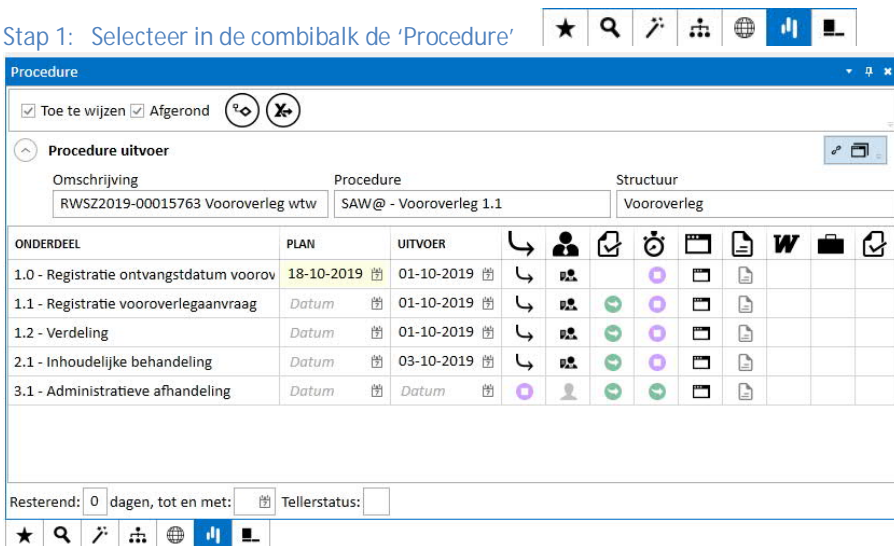 Stap 1: Selecteer in de combibalk de ‘Procedure’
Procedure
Toe te wijzen Afgerond
Procedure uitvoer
Omschrijving Procedure Structuur
RWSZ2019-00015763 Vooroverleg wtw SAW@ - Vooroverleg 1.1 Vooroverleg
ONDERDEEL PLAN UITVOER W
1.0 - Registratie ontvangstdatum voorov 18-10-2019 01-10-2019
1.1 - Registratie vooroverlegaanvraag Datum 01-10-2019
1.2 - Verdeling Datum 01-10-2019
2.1 - Inhoudelijke behandeling Datum 03-10-2019
3.1 - Administratieve afhandeling Datum Datum
Resterend: 0 dagen, tot en met: Tellerstatus: